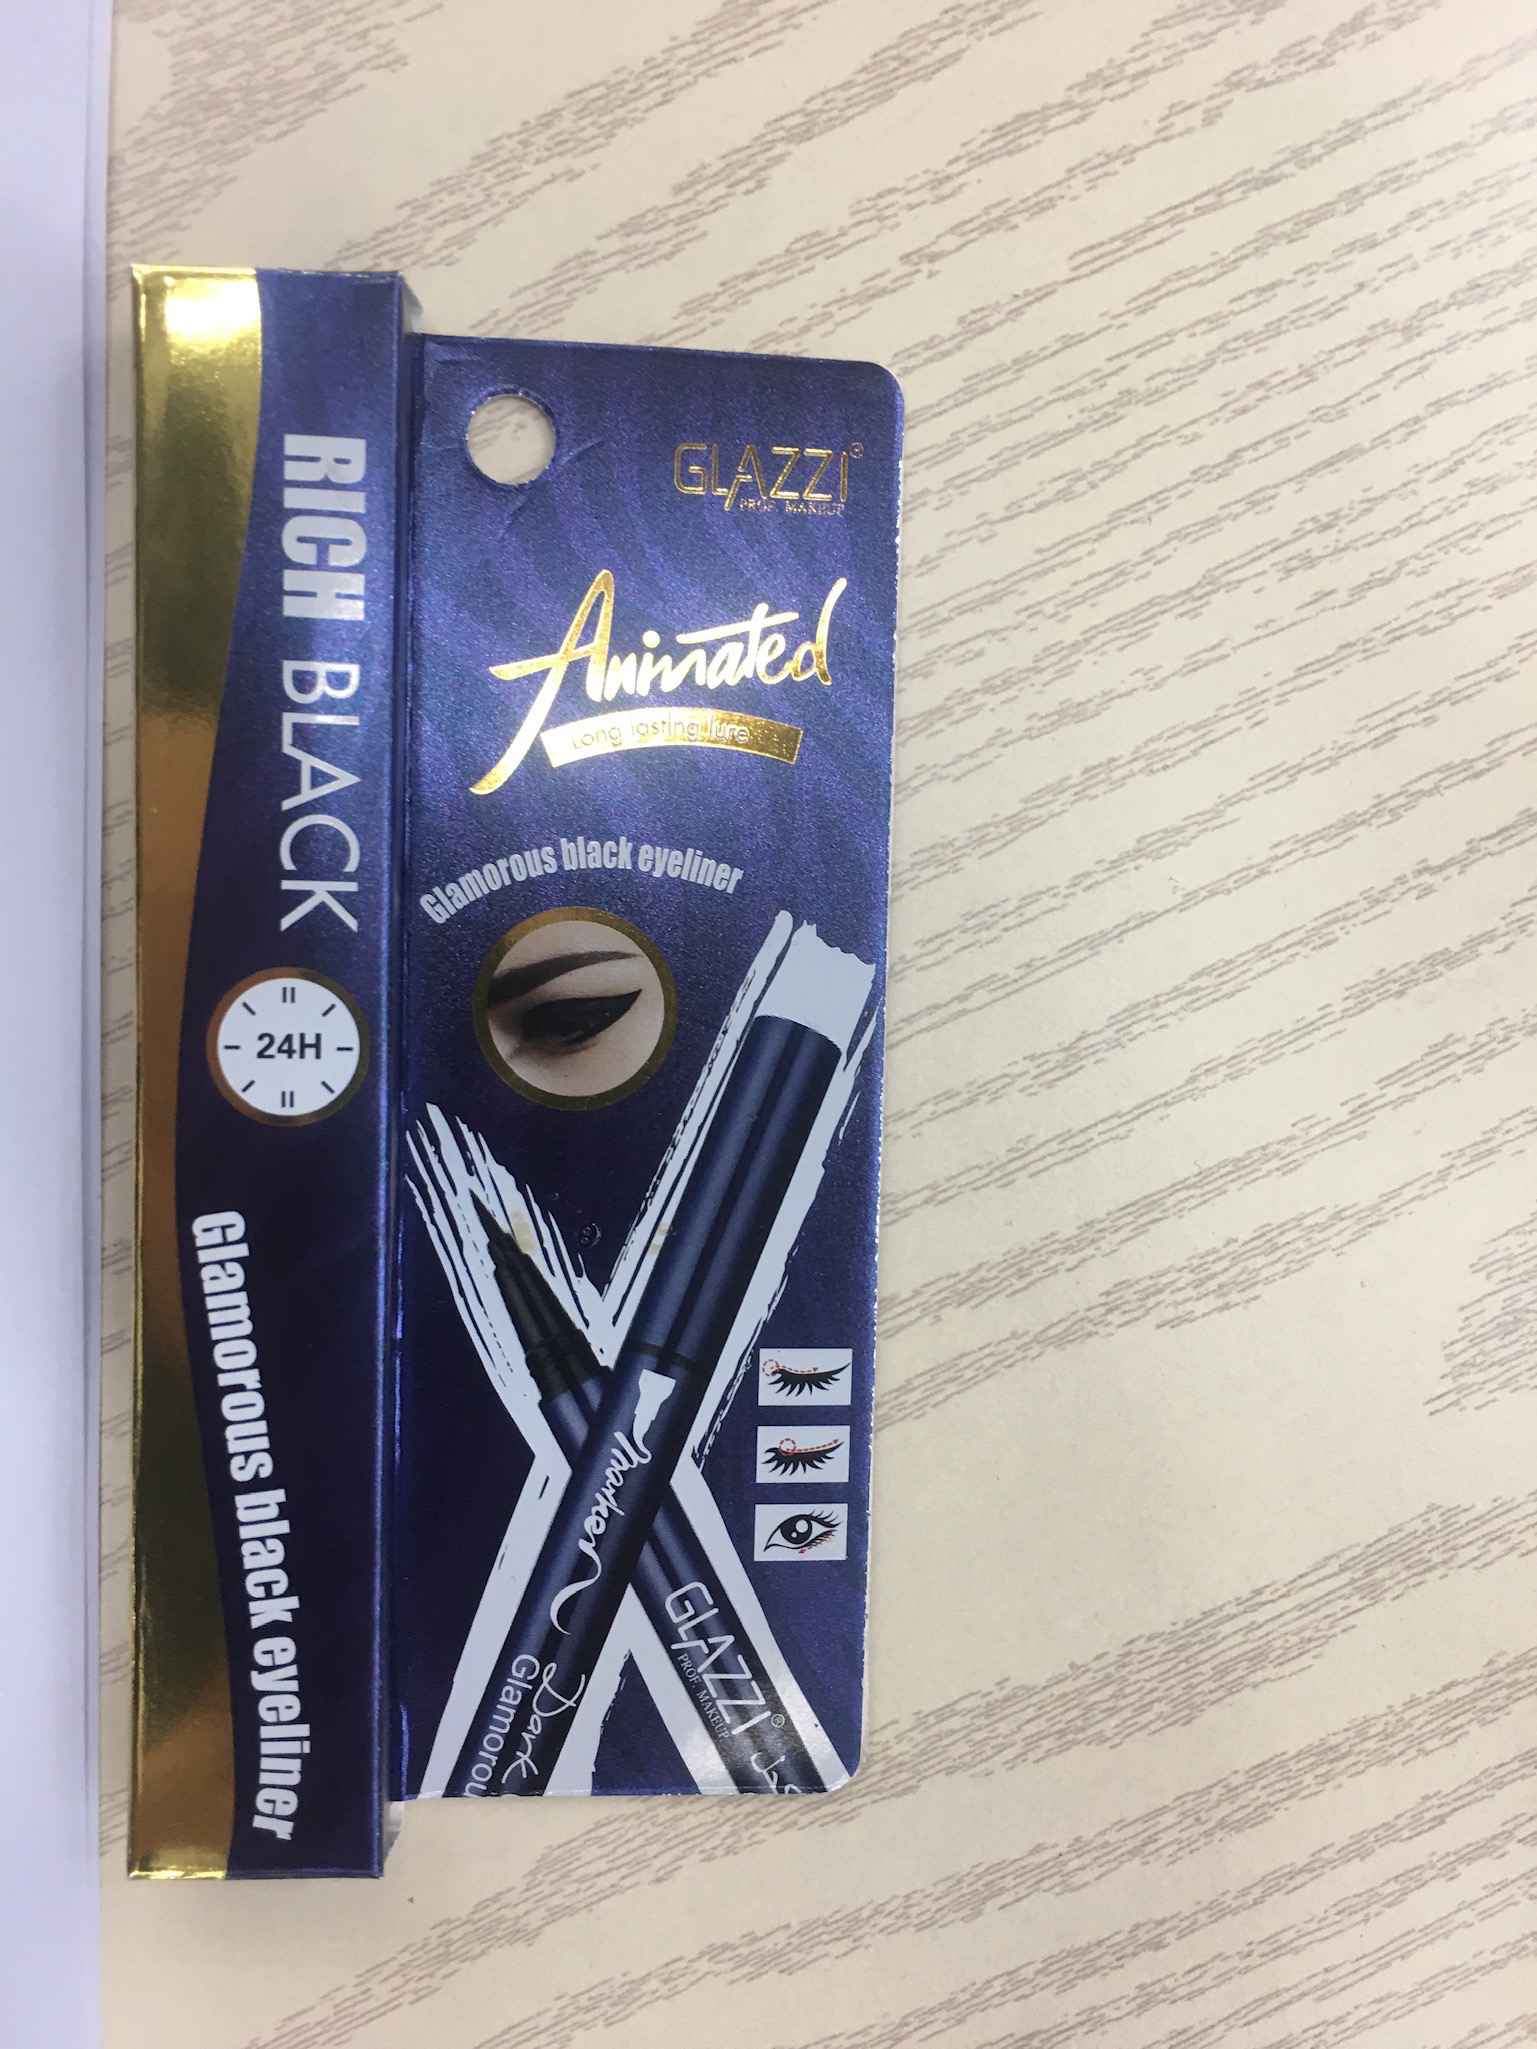 RICH BLACK
24H
Glamorous black eyeliner
GLAZZI®
PROF. MAKEUP
Animated
Long lasting lure
Glamorous black eyeliner
marker
Dark
Glamorou
GLAZZI®
PROF. MAKEUP